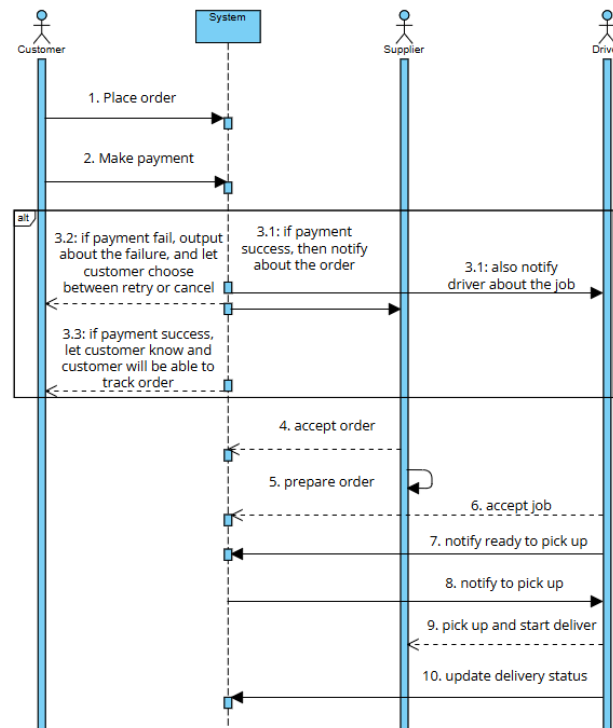 Customer
System
Supplier
Drive
1. Place order
2. Make payment
alt
3.2: if payment fail, output
about the failure, and let
customer choose
between retry or cancel
3.1: if
payment
success, then notify
about the order
3.1: also notify
driver about the job
3.3: if payment success,
let customer know and
customer will be able to
track order
4. accept order
5. prepare order
6. accept job
7. notify ready to pick up
8. notify to pick up
9. pick up and start deliver
10. update delivery status